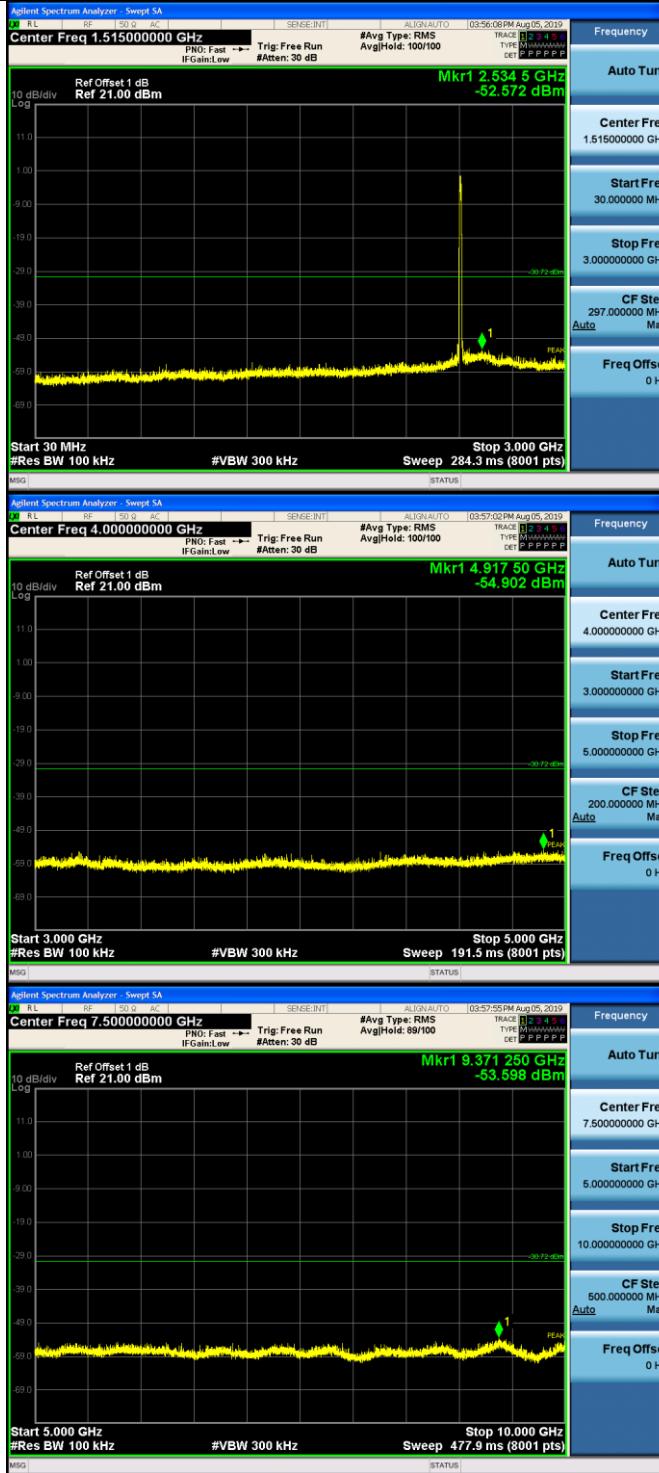 Agilent Spectrum Analyzer - Swept SA
RL RF 50 Ω AC SENSE:INT ALIGNAUTO 03:56:08 PM Aug 05, 2019
Center Freq 1.515000000 GHz
PNO: Fast
IFGain:Low
Trig: Free Run
#Atten: 30 dB
#Avg Type: RMS
Avg|Hold: 100/100
TRACE 1 2 3 4 5 6
TYPE M
DET P P P P P P
Frequency
Ref Offset 1 dB
10 dB/div Ref 21.00 dBm
Log
Mkr1 2.534 5 GHz
-52.572 dBm
11.0
1.00
-9.00
-19.0
-29.0
-39.0
-49.0
-59.0
-69.0
-30.72 dBm
1
PEAK
Start 30 MHz Stop 3.000 GHz
#Res BW 100 kHz #VBW 300 kHz Sweep 284.3 ms (8001 pts)
MSG STATUS
Auto Tun
Center Fre
1.515000000 GH
Start Fre
30.000000 MH
Stop Fre
3.000000000 GH
CF Ste
297.000000 MH
Auto Ma
Freq Offse
0 H
Agilent Spectrum Analyzer - Swept SA
RL RF 50 Ω AC SENSE:INT ALIGNAUTO 03:57:02 PM Aug 05, 2019
Center Freq 4.000000000 GHz
PNO: Fast
IFGain:Low
Trig: Free Run
#Atten: 30 dB
#Avg Type: RMS
Avg|Hold: 100/100
TRACE 1 2 3 4 5 6
TYPE M
DET P P P P P P
Frequency
Ref Offset 1 dB
10 dB/div Ref 21.00 dBm
Log
Mkr1 4.917 50 GHz
-54.902 dBm
11.0
1.00
-9.00
-19.0
-29.0
-39.0
-49.0
-59.0
-69.0
-30.72 dBm
1
PEAK
Start 3.000 GHz Stop 5.000 GHz
#Res BW 100 kHz #VBW 300 kHz Sweep 191.5 ms (8001 pts)
MSG STATUS
Auto Tun
Center Fre
4.000000000 GH
Start Fre
3.000000000 GH
Stop Fre
5.000000000 GH
CF Ste
200.000000 MH
Auto Ma
Freq Offse
0 H
Agilent Spectrum Analyzer - Swept SA
RL RF 50 Ω AC SENSE:INT ALIGNAUTO 03:57:55 PM Aug 05, 2019
Center Freq 7.500000000 GHz
PNO: Fast
IFGain:Low
Trig: Free Run
#Atten: 30 dB
#Avg Type: RMS
Avg|Hold: 89/100
TRACE 1 2 3 4 5 6
TYPE M
DET P P P P P P
Frequency
Ref Offset 1 dB
10 dB/div Ref 21.00 dBm
Log
Mkr1 9.371 250 GHz
-53.598 dBm
11.0
1.00
-9.00
-19.0
-29.0
-39.0
-49.0
-59.0
-69.0
-30.72 dBm
1
PEAK
Start 5.000 GHz Stop 10.000 GHz
#Res BW 100 kHz #VBW 300 kHz Sweep 477.9 ms (8001 pts)
MSG STATUS
Auto Tun
Center Fre
7.500000000 GH
Start Fre
5.000000000 GH
Stop Fre
10.000000000 GH
CF Ste
500.000000 MH
Auto Ma
Freq Offse
0 H